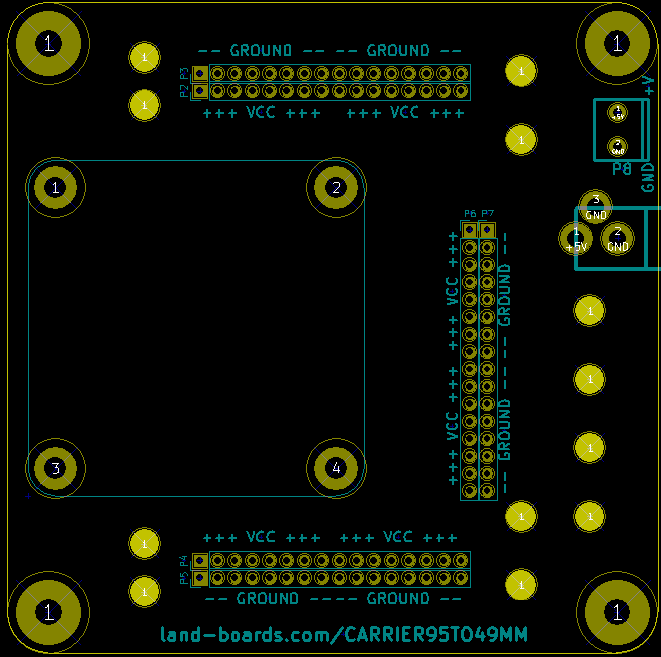 1
1
-- GROUND -- -- GROUND --
1
P3
1
P2
1
+++ VCC +++ +++ VCC +++
1
+V
1
+5V
2
GND
P8
GND
1
2
3
GND
1
+5V
2
GND
P6 P7
+++ VCC +++ +++ VCC +++
-- GROUND -- -- GROUND --
1
1
1
3
4
1
1
+++ VCC +++ +++ VCC +++
1
P4
P5
1
1
-- GROUND ---- GROUND --
1
1
land-boards.com/CARRIER95TO49MM